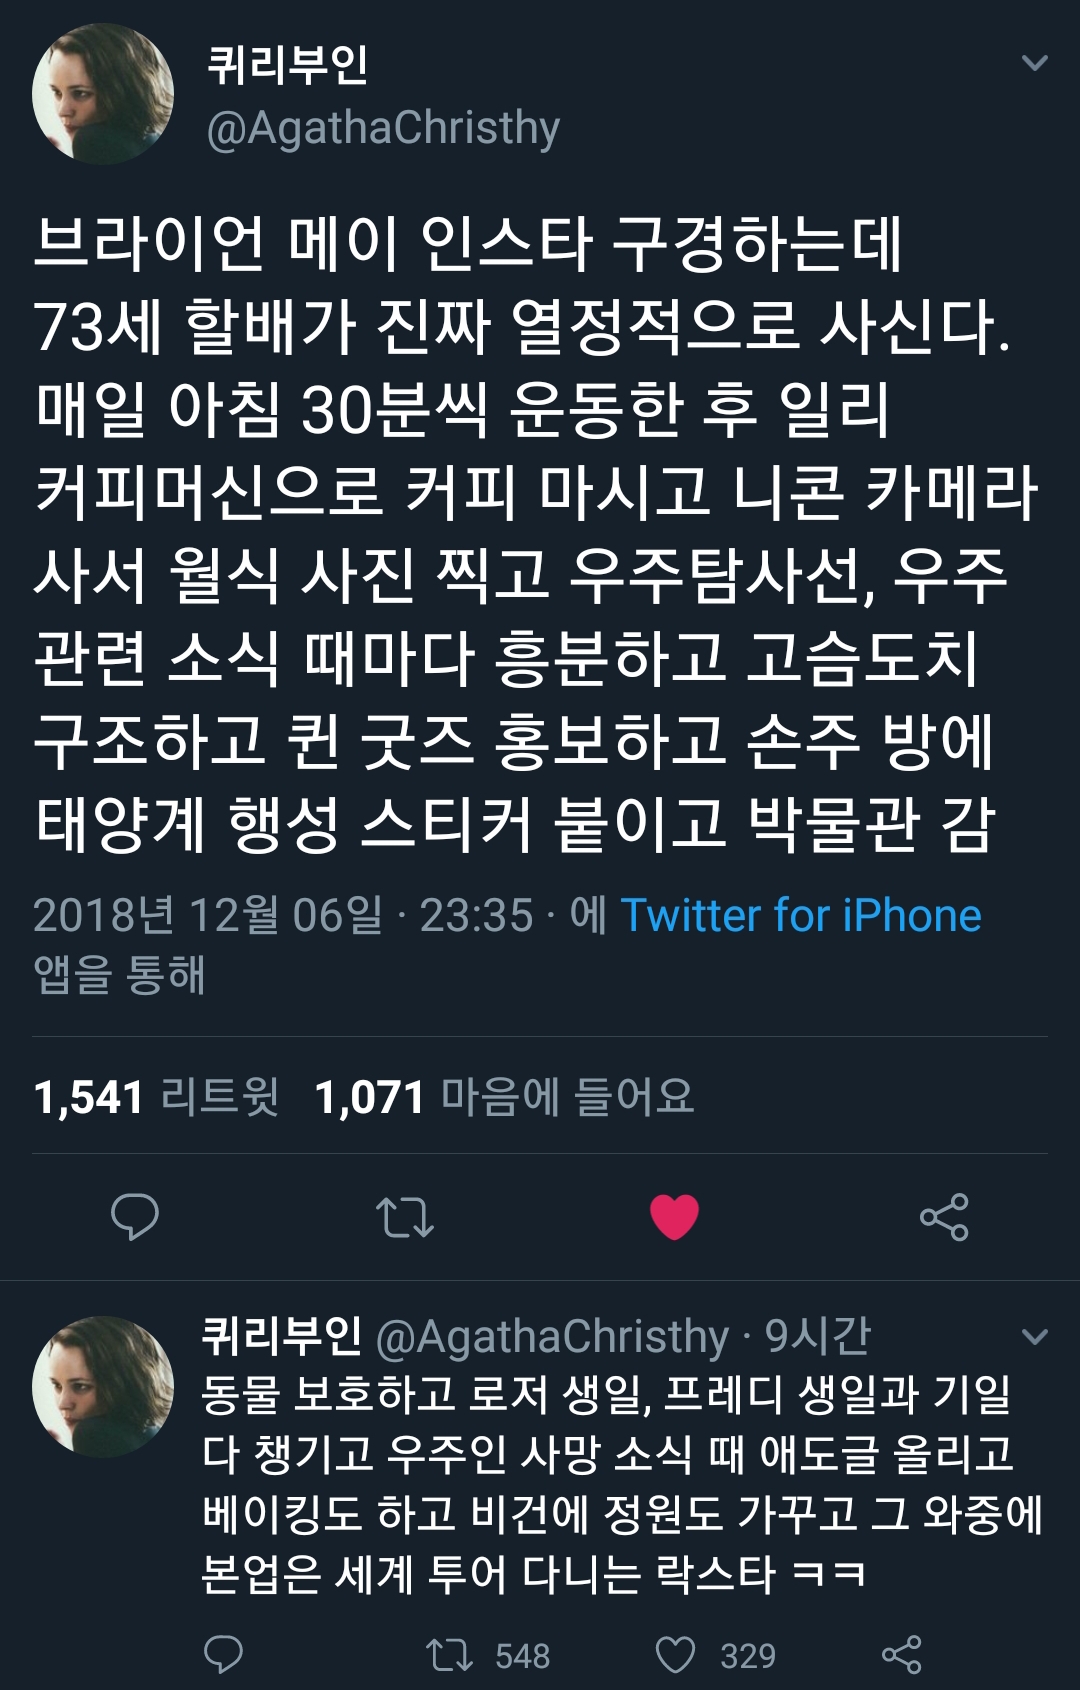 퀴리부인
@AgathaChristhy
브라이언 메이 인스타 구경하는데
73세 할배가 진짜 열정적으로 사신다.
매일 아침 30분씩 운동한 후 일리
커피머신으로 커피 마시고 니콘 카메라
사서 월식 사진 찍고 우주탐사선, 우주
관련 소식 때마다 흥분하고 고슴도치
구조하고 퀸 굿즈 홍보하고 손주 방에
태양계 행성 스티커 붙이고 박물관 감
2018년 12월 06일 · 23:35 · 에 Twitter for iPhone
앱을 통해
1,541 리트윗 1,071 마음에 들어요
퀴리부인 @AgathaChristhy · 9시간
동물 보호하고 로저 생일, 프레디 생일과 기일
다 챙기고 우주인 사망 소식 때 애도글 올리고
베이킹도 하고 비건에 정원도 가꾸고 그 와중에
본업은 세계 투어 다니는 락스타 ㅋㅋ
548 329